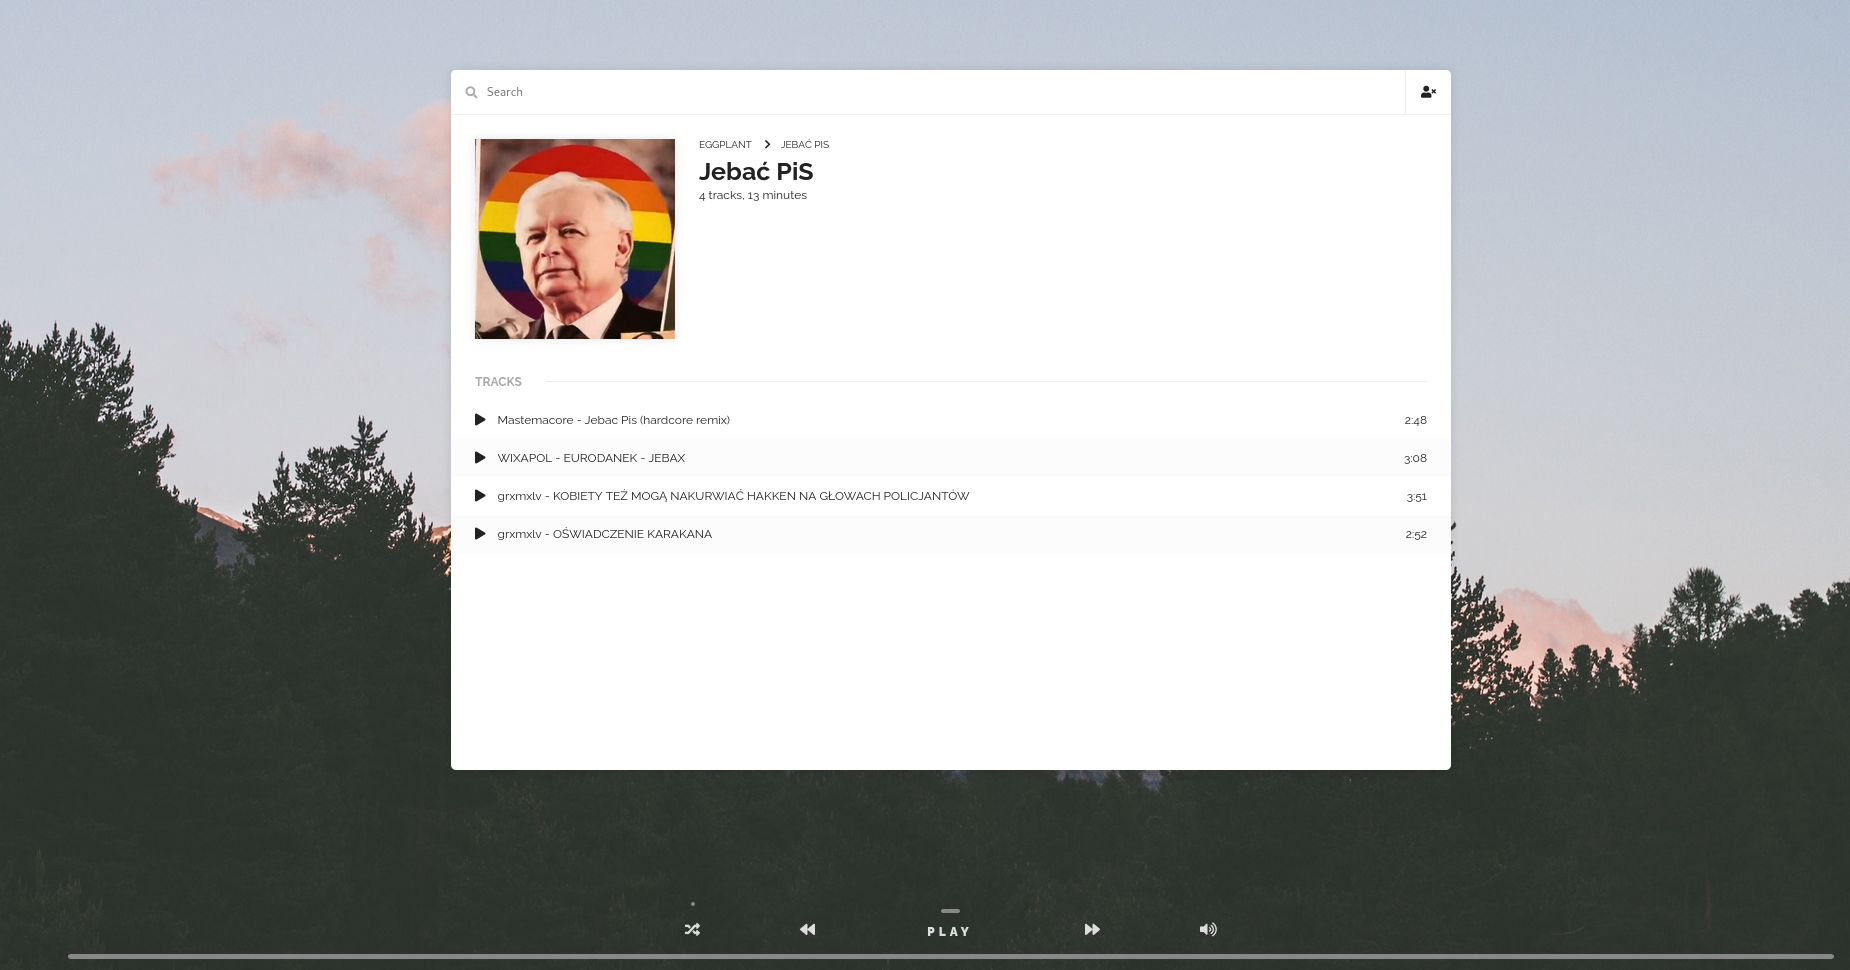 Search
EGGPLANT JEBAĆ PIS
Jebać PiS
4 tracks, 13 minutes
TRACKS
Mastemacore - Jebac Pis (hardcore remix) 2:48
WIXAPOL - EURODANEK - JEBAX 3:08
grxmxlv - KOBIETY TEŻ MOGĄ NAKURWIAĆ HAKKEN NA GŁOWACH POLICJANTÓW 3:51
grxmxlv - OŚWIADCZENIE KARAKANA 2:52
PLAY